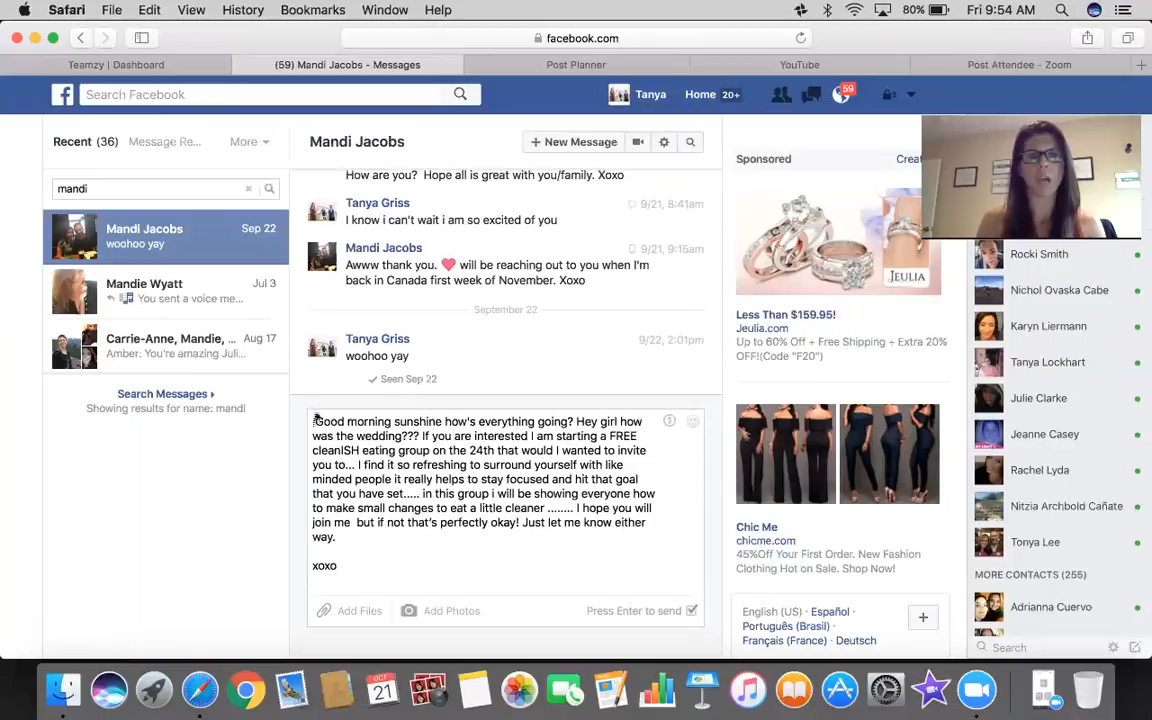 Safari File Edit View History Bookmarks Window Help 80% Fri 9:54 AM
facebook.com
Teamzy | Dashboard (59) Mandi Jacobs - Messages Post Planner YouTube Post Attendee - Zoom
Search Facebook Tanya Home 20+ 59
Recent (36) Message Re... More
mandi
Mandi Jacobs Sep 22
woohoo yay
Mandie Wyatt Jul 3
You sent a voice me...
Carrie-Anne, Mandie, ... Aug 17
Amber: You're amazing Juli...
Search Messages
Showing results for name: mandi
Mandi Jacobs + New Message
How are you? Hope all is great with you/family. Xoxo
Tanya Griss 9/21, 8:41am
I know i can't wait i am so excited of you
Mandi Jacobs 9/21, 9:15am
Awww thank you. ❤️ will be reaching out to you when I'm
back in Canada first week of November. Xoxo
September 22
Tanya Griss 9/22, 2:01pm
woohoo yay
Seen Sep 22
Good morning sunshine how's everything going? Hey girl how
was the wedding??? If you are interested I am starting a FREE
cleanISH eating group on the 24th that would I wanted to invite
you to... I find it so refreshing to surround yourself with like
minded people it really helps to stay focused and hit that goal
that you have set..... in this group i will be showing everyone how
to make small changes to eat a little cleaner ........ I hope you will
join me but if not that's perfectly okay! Just let me know either
way.
xoxo
Add Files Add Photos Press Enter to send
Sponsored Creat
JEULIA
Less Than $159.95!
Jeulia.com
Up to 60% Off + Free Shipping + Extra 20%
OFF!(Code "F20")
Chic Me
chicme.com
45%Off Your First Order. New Fashion
Clothing Hot on Sale. Shop Now!
English (US) · Español ·
Português (Brasil) ·
Français (France) · Deutsch
+
Rocki Smith
Nichol Ovaska Cabe
Karyn Liermann
Tanya Lockhart
Julie Clarke
Jeanne Casey
Rachel Lyda
Nitzia Archbold Cañate
Tonya Lee
MORE CONTACTS (255)
Adrianna Cuervo
Search
OCT
21